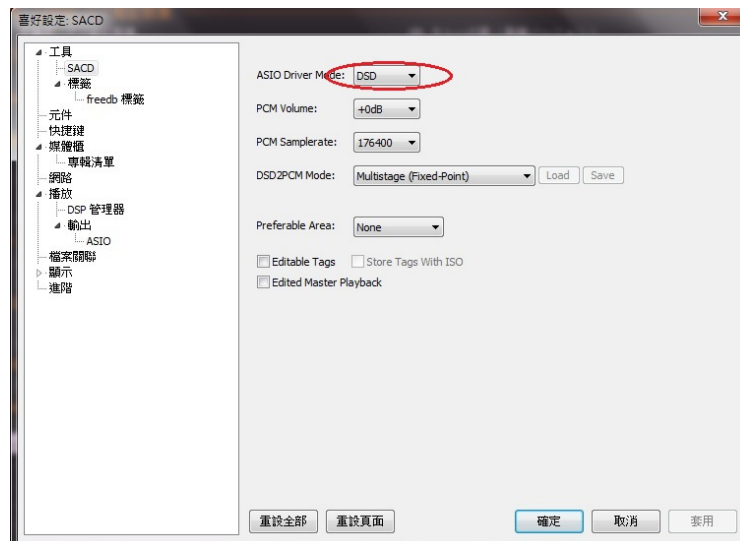 喜好設定: SACD
工具
SACD
標籤
freedb 標籤
元件
快捷鍵
媒體櫃
專輯清單
網路
播放
DSP 管理器
輸出
ASIO
檔案關聯
顯示
進階
ASIO Driver Mode: DSD
PCM Volume: +0dB
PCM Samplerate: 176400
DSD2PCM Mode: Multistage (Fixed-Point) Load Save
Preferable Area: None
Editable Tags Store Tags With ISO
Edited Master Playback
重設全部 重設頁面 確定 取消 套用